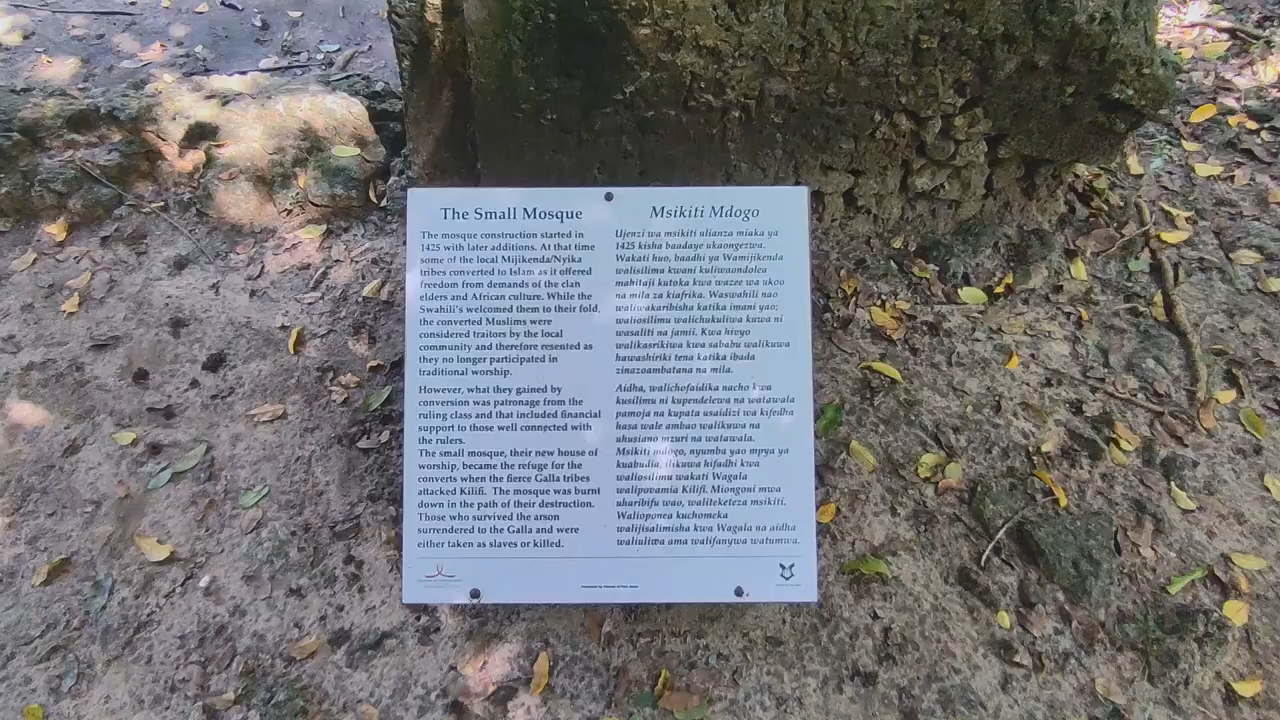 The Small Mosque
The mosque construction started in
1425 with later additions. At that time
some of the local Mijikenda/Nyika
tribes converted to Islam as it offered
freedom from demands of the clan
elders and African culture. While the
Swahili's welcomed them to their fold,
the converted Muslims were
considered traitors by the local
community and therefore resented as
they no longer participated in
traditional worship.
However, what they gained by
conversion was patronage from the
ruling class and that included financial
support to those well connected with
the rulers.
The small mosque, their new house of
worship, became the refuge for the
converts when the fierce Galla tribes
attacked Kilifi. The mosque was burnt
down in the path of their destruction.
Those who survived the arson
surrendered to the Galla and were
either taken as slaves or killed.
Msikiti Mdogo
Ujenzi wa msikiti ulianza miaka ya
1425 kisha baadaye ukaongezwa.
Wakati huo, baadhi ya Wamijikenda
walisilimu kwani kuliwaondolea
mahitaji kutoka kwa wazee wa ukoo
na mila za kiafrika. Waswahili nao
waliwakaribisha katika imani yao;
waliosilimu walichukuliwa kuwa ni
wasaliti na jamii. Kwa hivyo
walikasrikiwa kwa sababu walikuwa
hawashiriki tena katika ibada
zinazoambatana na mila.
Aidha, walichofaidika nacho kwa
kusilimu ni kupendelewa na watawala
pamoja na kupata usaidizi wa kifedha
hasa wale ambao walikuwa na
uhusiano mzuri na watawala.
Msikiti mdogo, nyumba yao mpya ya
kuabudia, ilikuwa hifadhi kwa
waliosilimu wakati Wagala
walipovamia Kilifi. Miongoni mwa
uharibifu wao, waliteketeza msikiti.
Walioponea kuchomeka
walijisalimisha kwa Wagala na aidha
waliuliwa ama walifanywa watumwa.